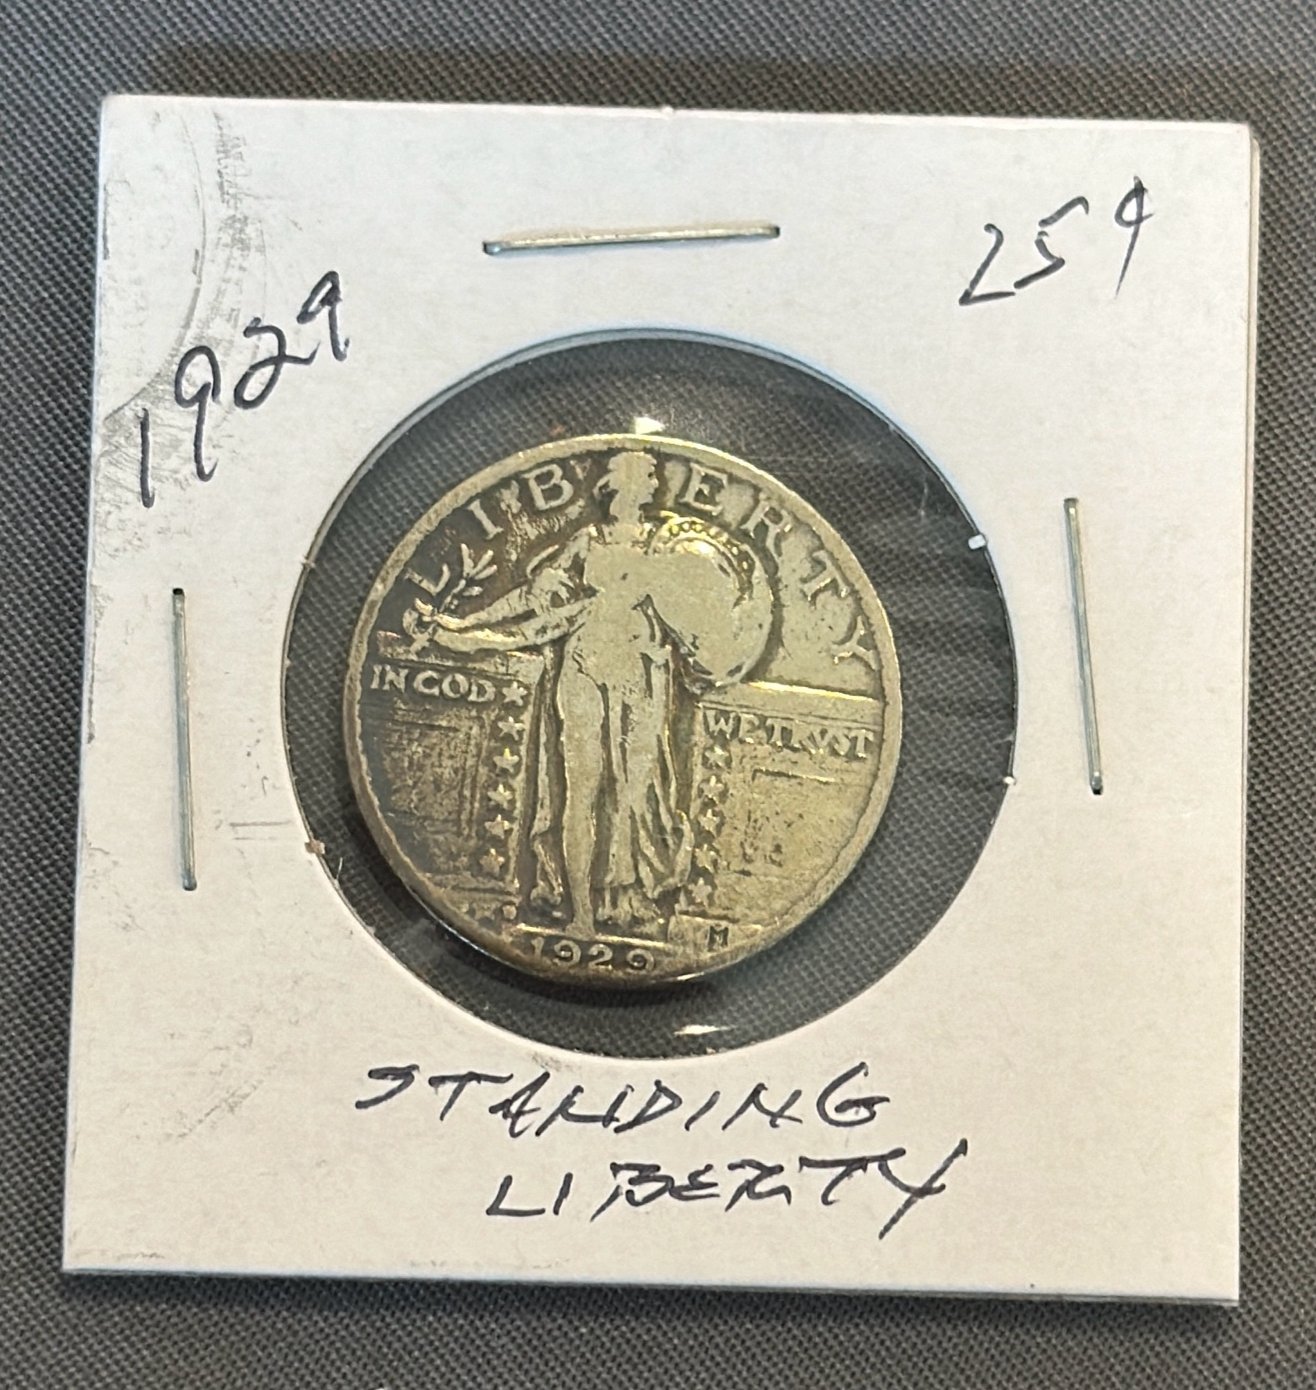 1929
25¢
LIBERTY
IN GOD WE TRUST
M
1929
STANDING
LIBERTY